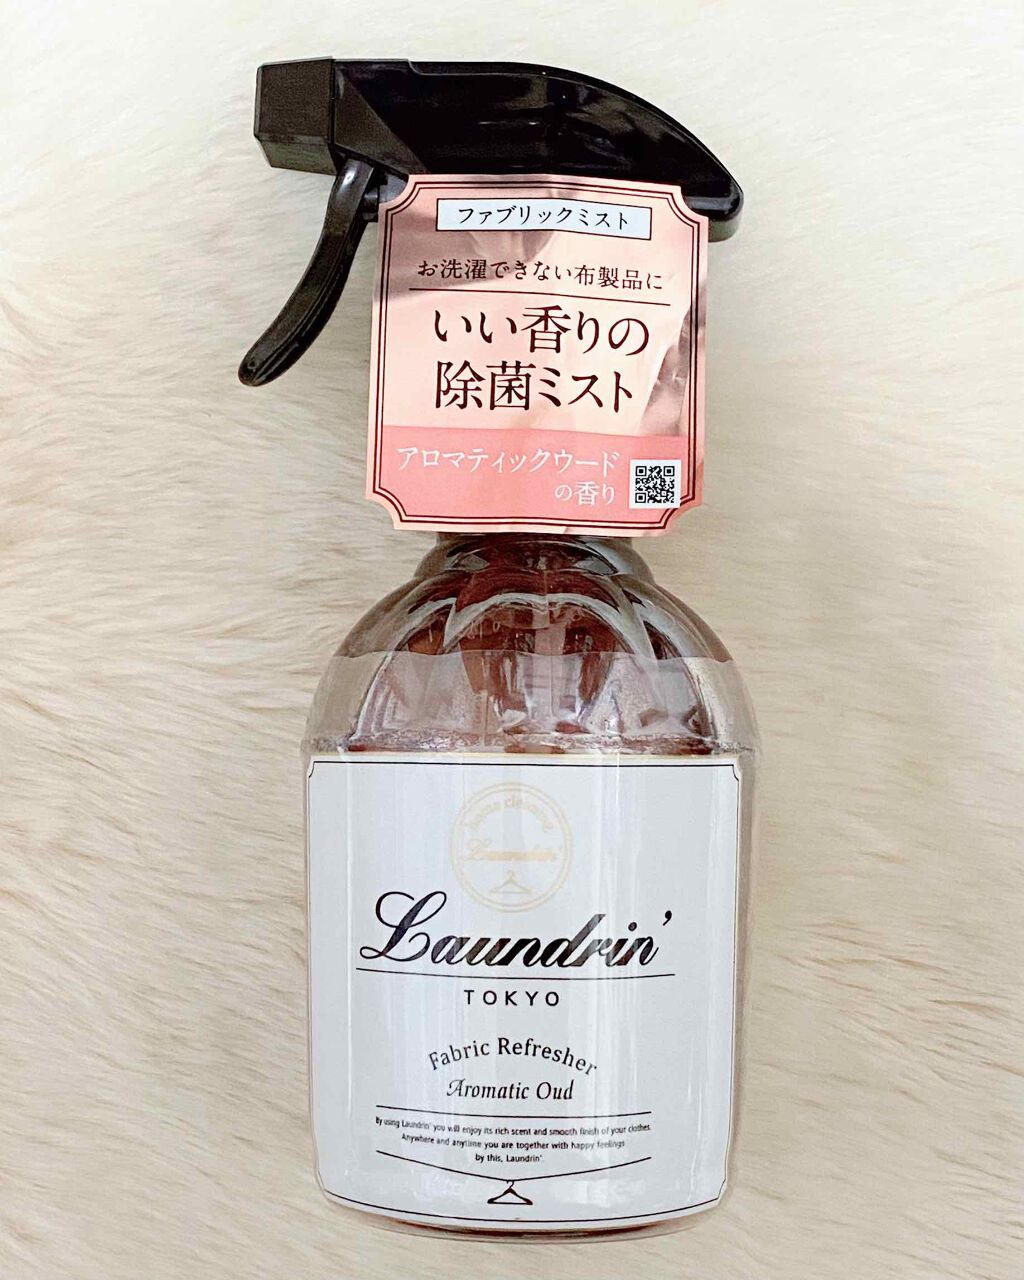 ファブリックミスト
お洗濯できない布製品に
いい香りの
除菌ミスト
アロマティックウード
の香り
Laundrin'
Laundrin'
TOKYO
Fabric Refresher
Aromatic Oud
By using Laundrin' you will enjoy its rich scent and smooth finish of your clothes.
Anywhere and anytime you are together with happy feelings
by this, Laundrin'.